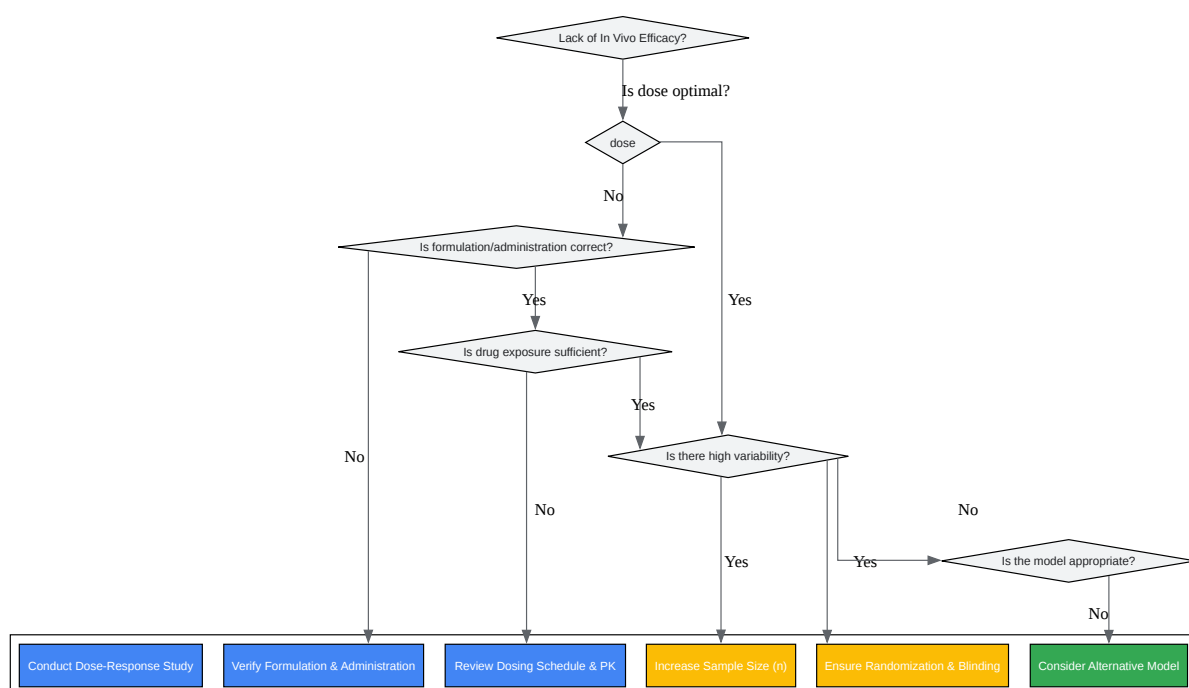 Lack of In Vivo Efficacy?
Is dose optimal?
dose
No
Is formulation/administration correct?
Yes
Yes
Is drug exposure sufficient?
Yes
No
Is there high variability?
No
No
Yes
Yes
Is the model appropriate?
No
Conduct Dose-Response Study
Verify Formulation & Administration
Review Dosing Schedule & PK
Increase Sample Size (n)
Ensure Randomization & Blinding
Consider Alternative Model